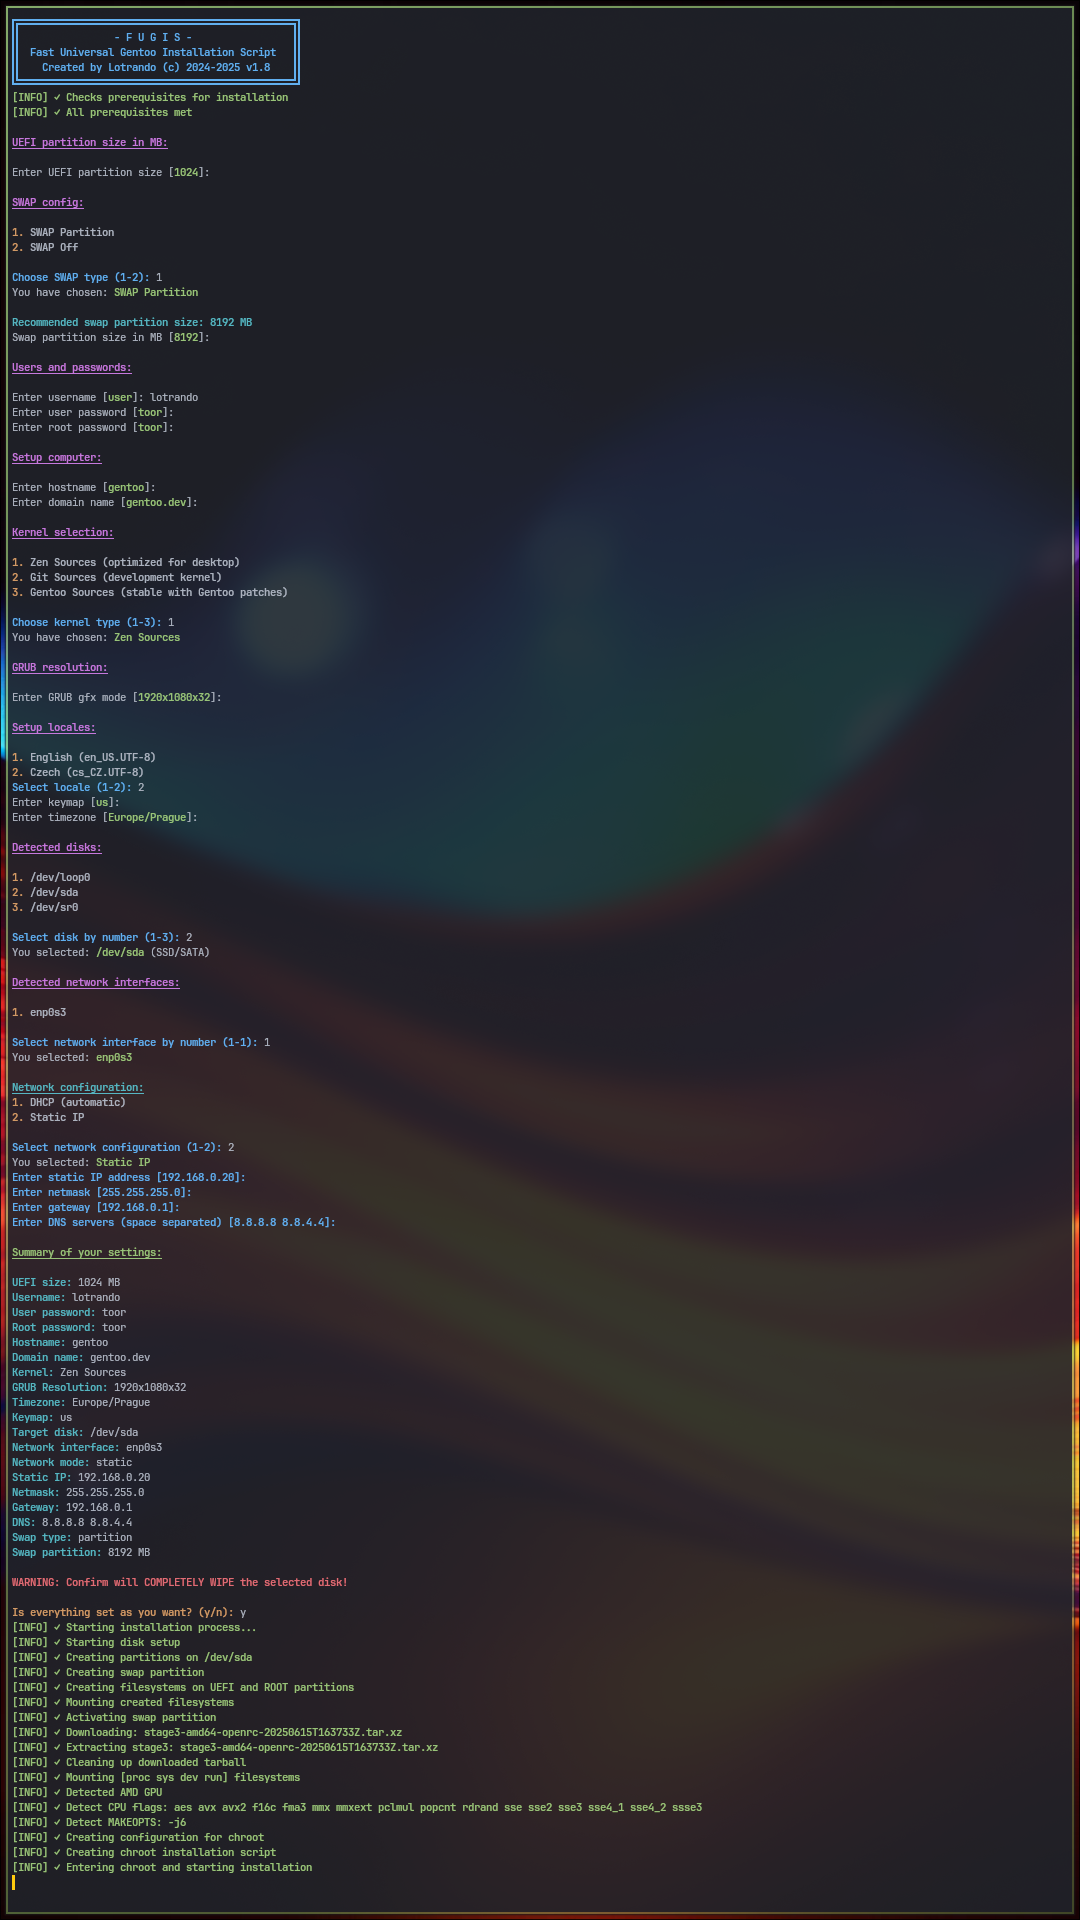 - F U G I S -
Fast Universal Gentoo Installation Script
Created by Lotrando (c) 2024-2025 v1.8
[INFO] ✓ Checks prerequisites for installation
[INFO] ✓ All prerequisites met
UEFI partition size in MB:
Enter UEFI partition size [1024]:
SWAP config:
1. SWAP Partition
2. SWAP Off
Choose SWAP type (1-2): 1
You have chosen: SWAP Partition
Recommended swap partition size: 8192 MB
Swap partition size in MB [8192]:
Users and passwords:
Enter username [user]: lotrando
Enter user password [toor]:
Enter root password [toor]:
Setup computer:
Enter hostname [gentoo]:
Enter domain name [gentoo.dev]:
Kernel selection:
1. Zen Sources (optimized for desktop)
2. Git Sources (development kernel)
3. Gentoo Sources (stable with Gentoo patches)
Choose kernel type (1-3): 1
You have chosen: Zen Sources
GRUB resolution:
Enter GRUB gfx mode [1920x1080x32]:
Setup locales:
1. English (en_US.UTF-8)
2. Czech (cs_CZ.UTF-8)
Select locale (1-2): 2
Enter keymap [us]:
Enter timezone [Europe/Prague]:
Detected disks:
1. /dev/loop0
2. /dev/sda
3. /dev/sr0
Select disk by number (1-3): 2
You selected: /dev/sda (SSD/SATA)
Detected network interfaces:
1. enp0s3
Select network interface by number (1-1): 1
You selected: enp0s3
Network configuration:
1. DHCP (automatic)
2. Static IP
Select network configuration (1-2): 2
You selected: Static IP
Enter static IP address [192.168.0.20]:
Enter netmask [255.255.255.0]:
Enter gateway [192.168.0.1]:
Enter DNS servers (space separated) [8.8.8.8 8.8.4.4]:
Summary of your settings:
UEFI size: 1024 MB
Username: lotrando
User password: toor
Root password: toor
Hostname: gentoo
Domain name: gentoo.dev
Kernel: Zen Sources
GRUB Resolution: 1920x1080x32
Timezone: Europe/Prague
Keymap: us
Target disk: /dev/sda
Network interface: enp0s3
Network mode: static
Static IP: 192.168.0.20
Netmask: 255.255.255.0
Gateway: 192.168.0.1
DNS: 8.8.8.8 8.8.4.4
Swap type: partition
Swap partition: 8192 MB
WARNING: Confirm will COMPLETELY WIPE the selected disk!
Is everything set as you want? (y/n): y
[INFO] ✓ Starting installation process...
[INFO] ✓ Starting disk setup
[INFO] ✓ Creating partitions on /dev/sda
[INFO] ✓ Creating swap partition
[INFO] ✓ Creating filesystems on UEFI and ROOT partitions
[INFO] ✓ Mounting created filesystems
[INFO] ✓ Activating swap partition
[INFO] ✓ Downloading: stage3-amd64-openrc-20250615T163733Z.tar.xz
[INFO] ✓ Extracting stage3: stage3-amd64-openrc-20250615T163733Z.tar.xz
[INFO] ✓ Cleaning up downloaded tarball
[INFO] ✓ Mounting [proc sys dev run] filesystems
[INFO] ✓ Detected AMD GPU
[INFO] ✓ Detect CPU flags: aes avx avx2 f16c fma3 mmx mmxext pclmul popcnt rdrand sse sse2 sse3 sse4_1 sse4_2 ssse3
[INFO] ✓ Detect MAKEOPTS: -j6
[INFO] ✓ Creating configuration for chroot
[INFO] ✓ Creating chroot installation script
[INFO] ✓ Entering chroot and starting installation